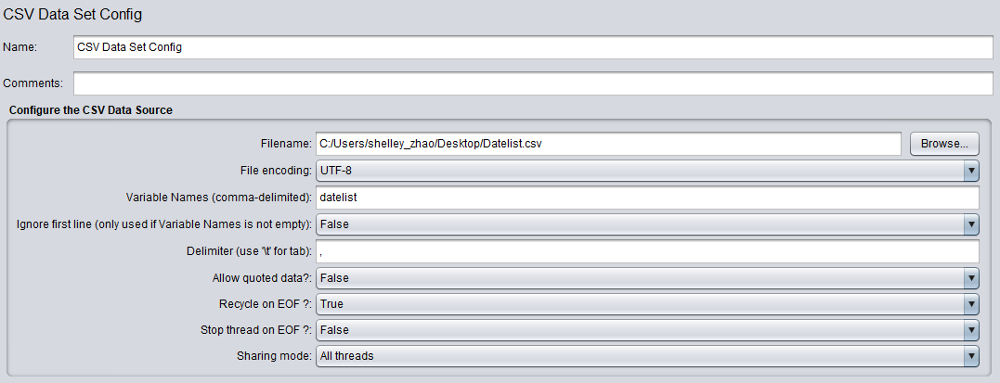 CSV Data Set Config
Name: CSV Data Set Config
Comments:
Configure the CSV Data Source
Filename: C:/Users/shelley_zhao/Desktop/Datelist.csv Browse...
File encoding: UTF-8
Variable Names (comma-delimited): datelist
Ignore first line (only used if Variable Names is not empty): False
Delimiter (use '\t' for tab): ,
Allow quoted data?: False
Recycle on EOF ?: True
Stop thread on EOF ?: False
Sharing mode: All threads